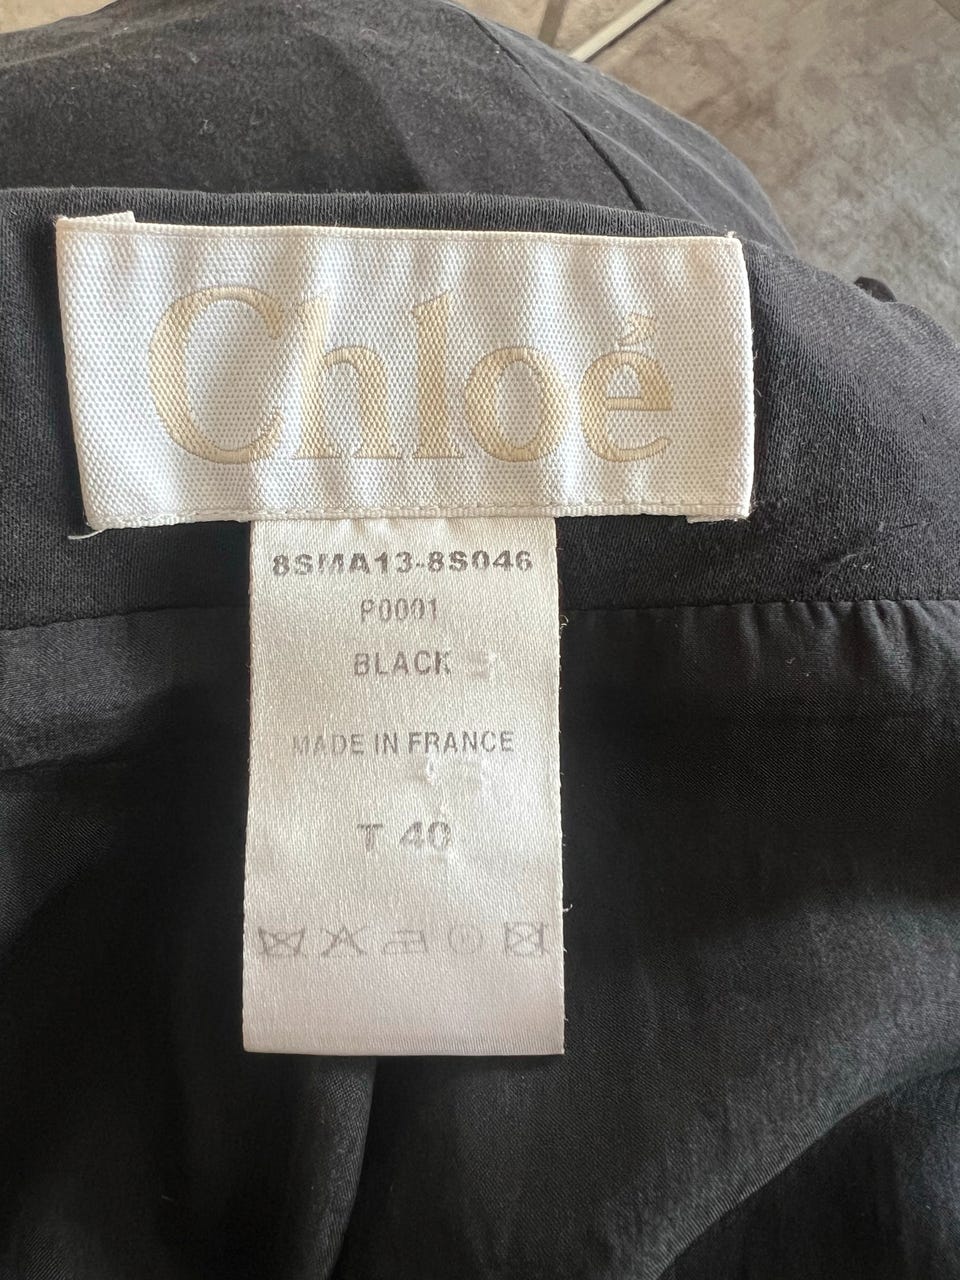 Chloé
8SMA13-8S046
P0001
BLACK
MADE IN FRANCE
T 40